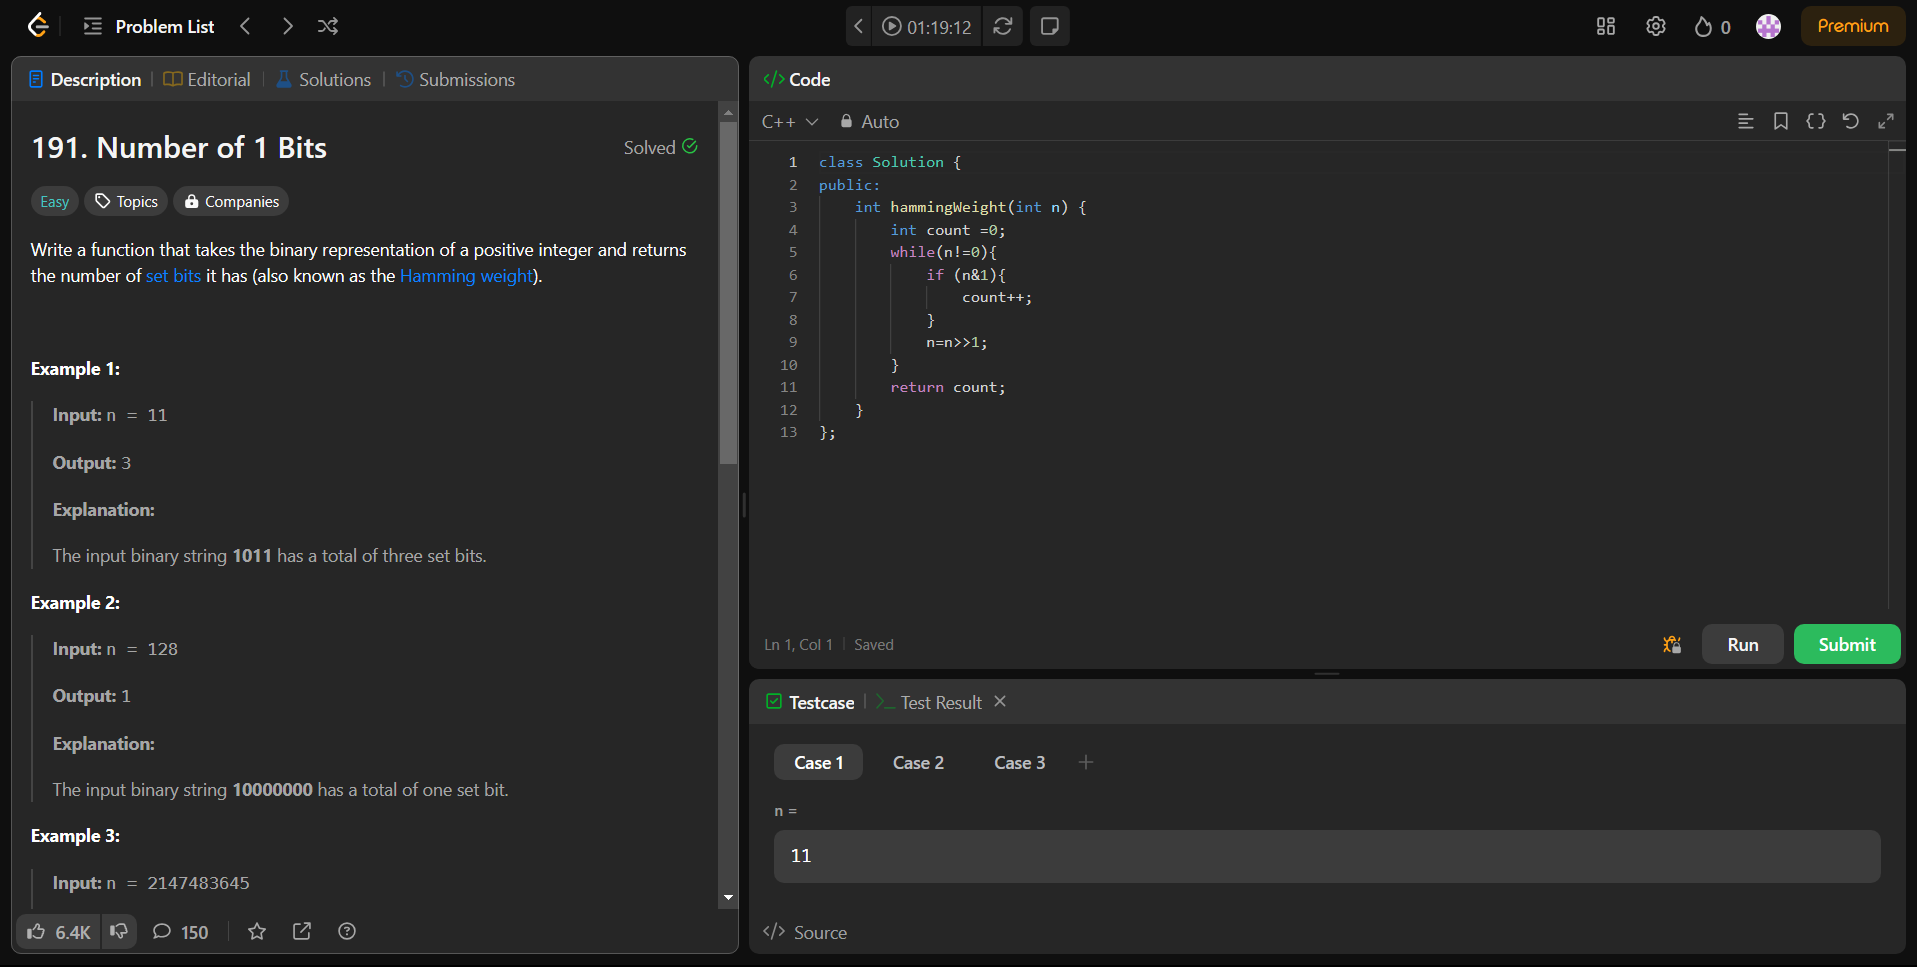 Problem List
01:19:12
0
Premium
Description
Editorial
Solutions
Submissions
191. Number of 1 Bits
Solved
Easy
Topics
Companies
Write a function that takes the binary representation of a positive integer and returns
the number of set bits it has (also known as the Hamming weight).
Example 1:
Input: n = 11
Output: 3
Explanation:
The input binary string 1011 has a total of three set bits.
Example 2:
Input: n = 128
Output: 1
Explanation:
The input binary string 10000000 has a total of one set bit.
Example 3:
Input: n = 2147483645
6.4K
150
</> Code
C++
Auto
1 class Solution {
2 public:
3     int hammingWeight(int n) {
4         int count =0;
5         while(n!=0){
6             if (n&1){
7                 count++;
8             }
9             n=n>>1;
10         }
11         return count;
12     }
13 };
Ln 1, Col 1
Saved
Run
Submit
Testcase
>_ Test Result
Case 1
Case 2
Case 3
n =
11
</> Source